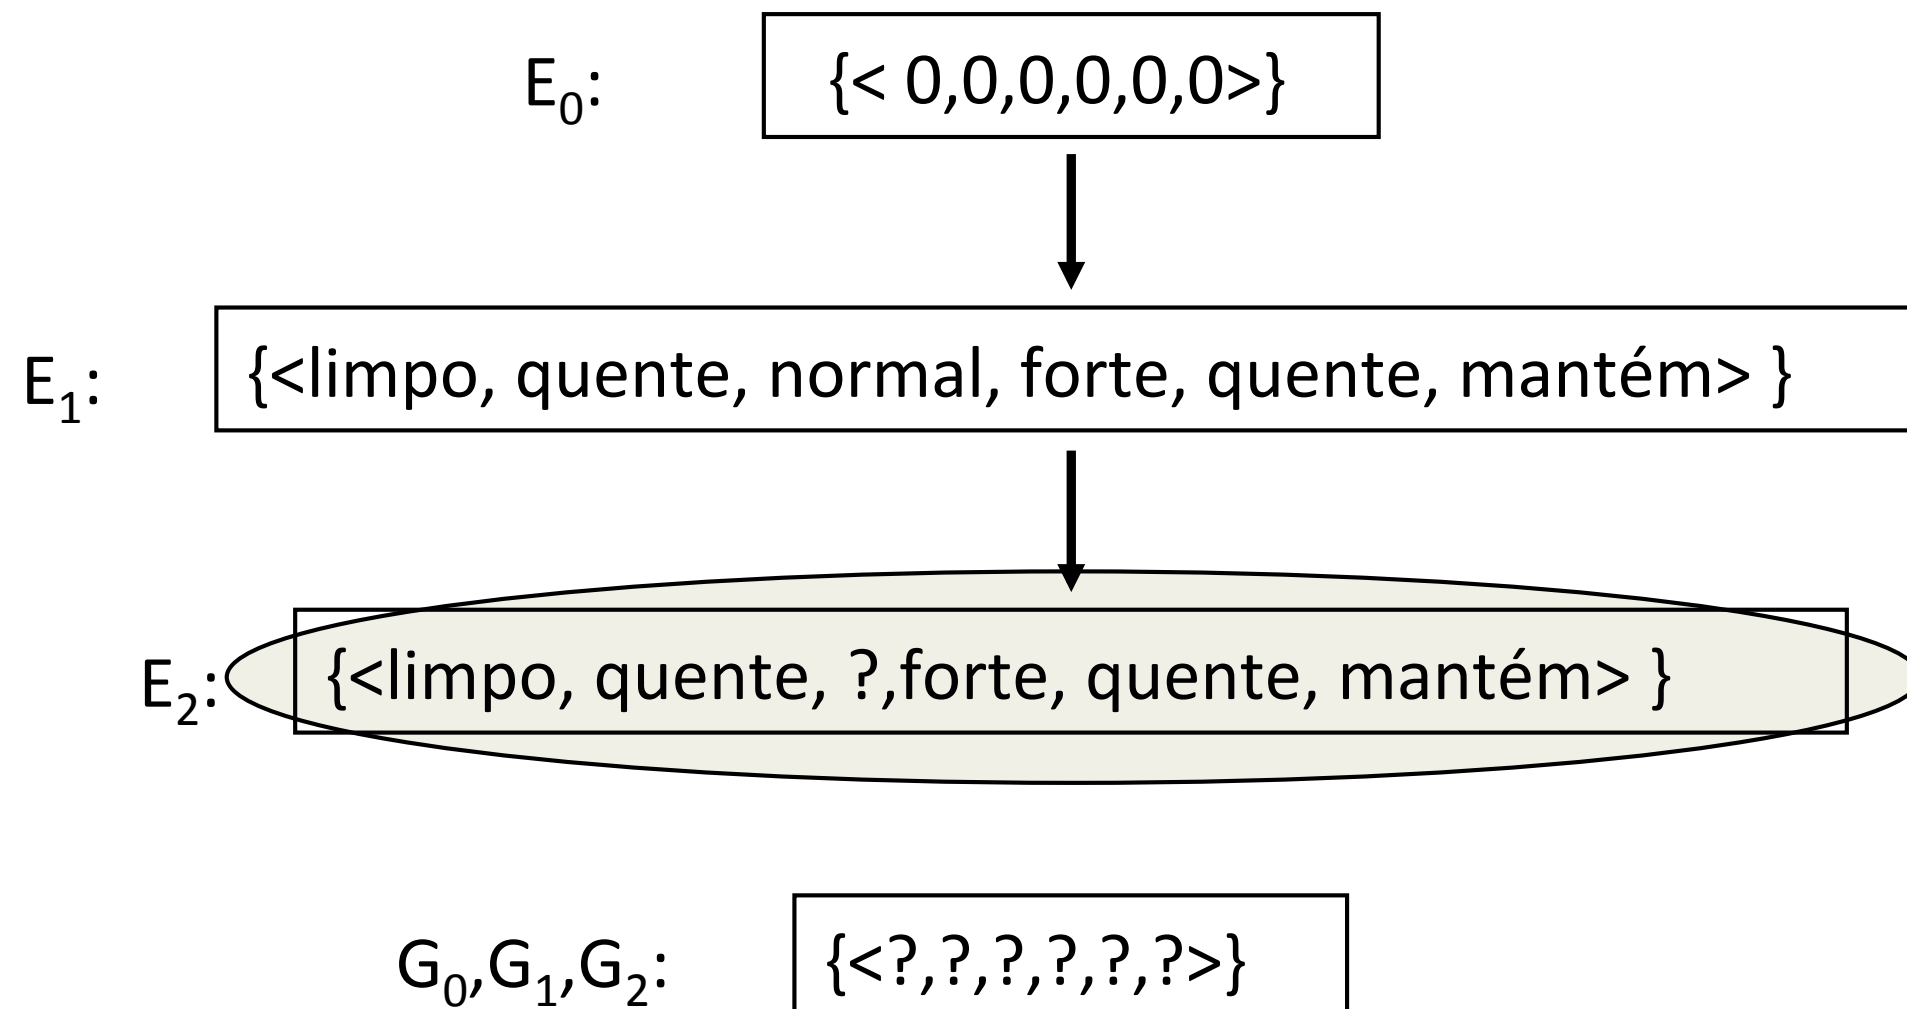 E₀: {< 0,0,0,0,0,0>}
E₁: {<limpo, quente, normal, forte, quente, mantém> }
E₂: {<limpo, quente, ?,forte, quente, mantém> }
G₀,G₁,G₂: {<?,?,?,?,?,?>}